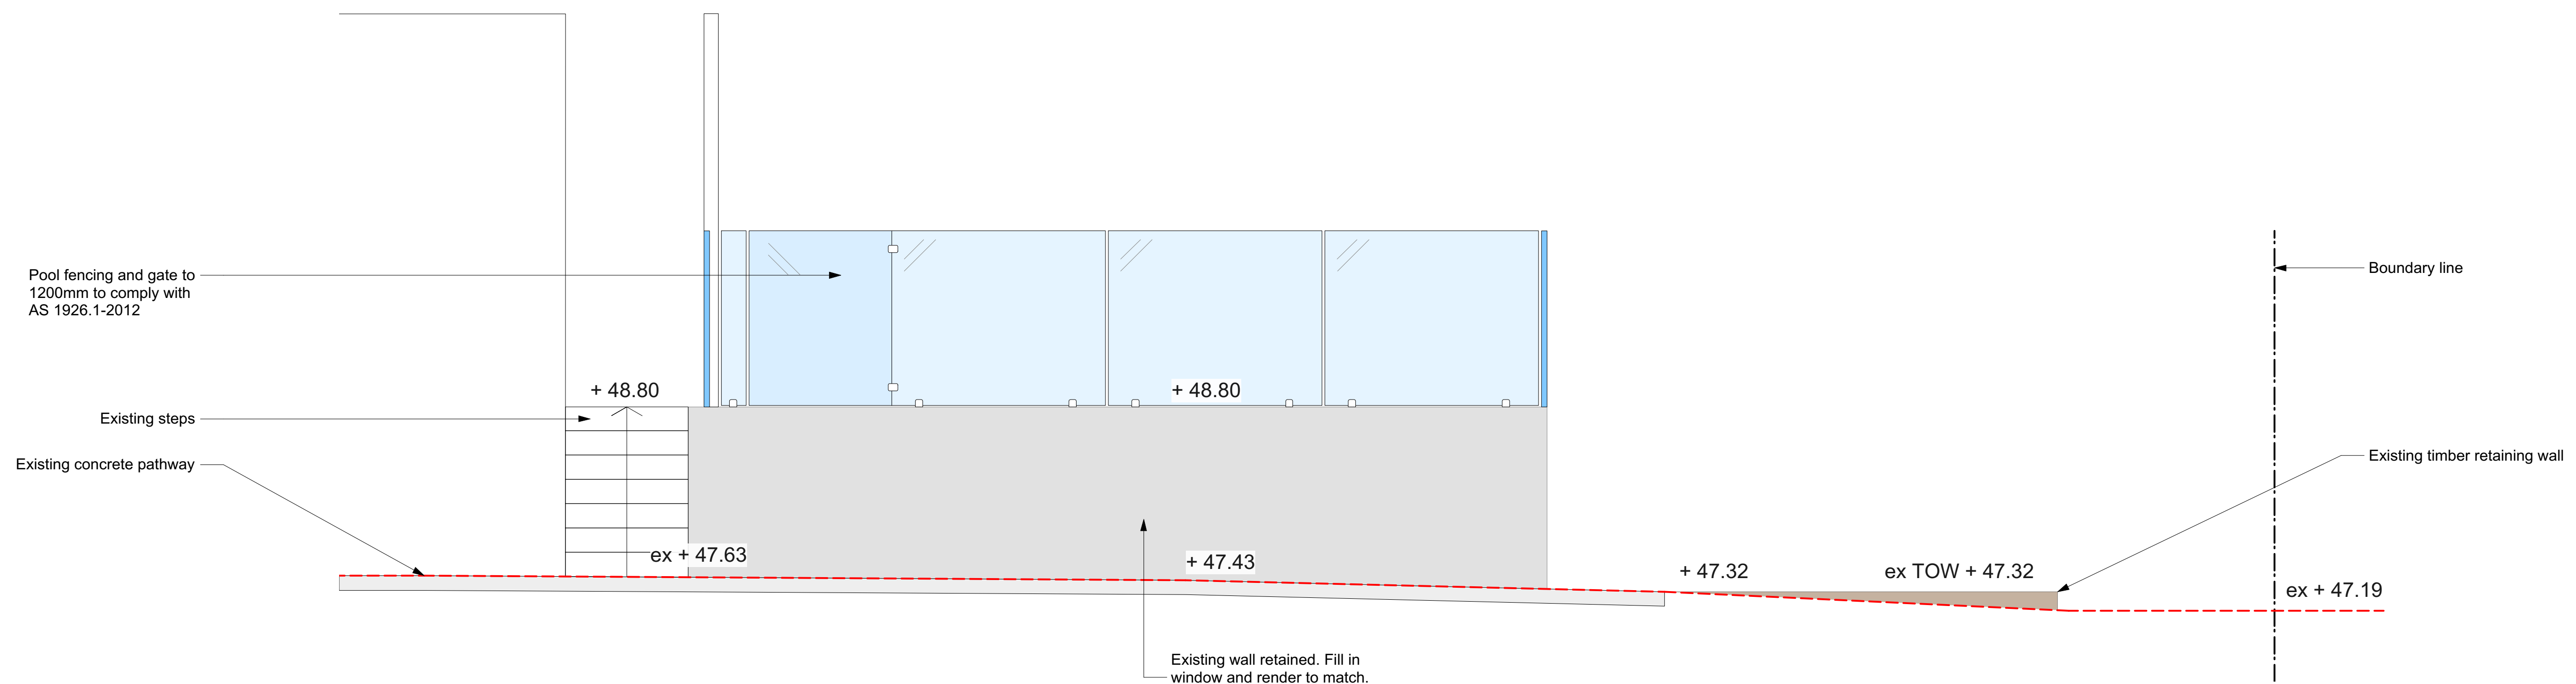 Pool fencing and gate to
1200mm to comply with
AS 1926.1-2012
Boundary line
+ 48.80
+ 48.80
Existing steps
Existing concrete pathway
Existing timber retaining wall
ex + 47.63
+ 47.43
+ 47.32
ex TOW + 47.32
ex + 47.19
Existing wall retained. Fill in
window and render to match.